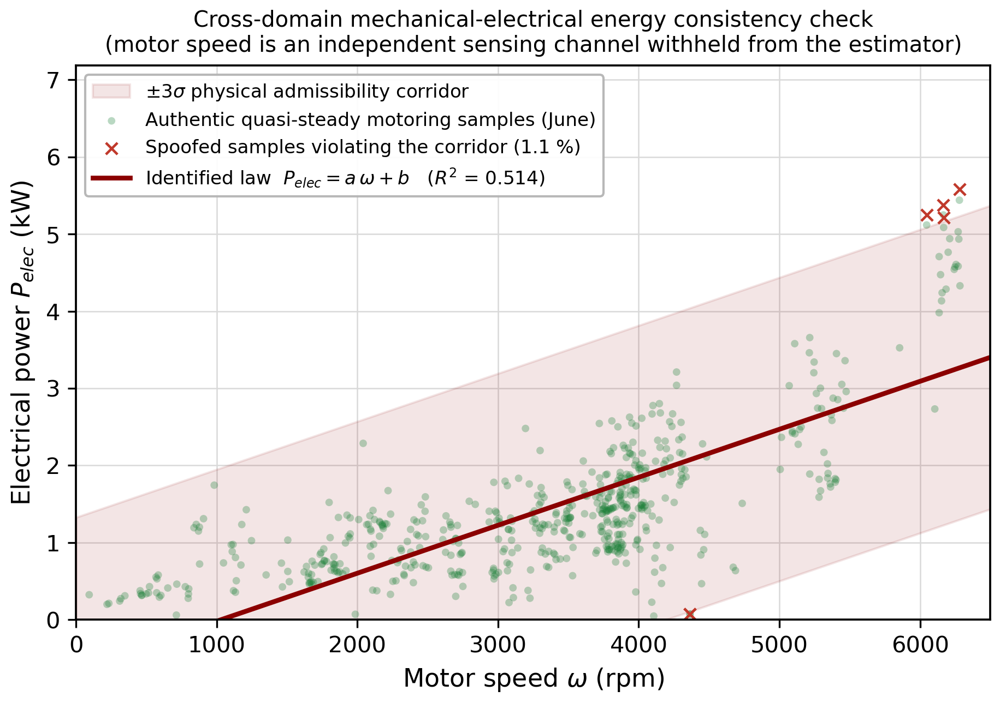 Cross-domain mechanical-electrical energy consistency check
(motor speed is an independent sensing channel withheld from the estimator)
±3σ physical admissibility corridor
Authentic quasi-steady motoring samples (June)
Spoofed samples violating the corridor (1.1 %)
Identified law P_elec = a ω + b (R² = 0.514)
Electrical power P_elec (kW)
7
6
5
4
3
2
1
0
0 1000 2000 3000 4000 5000 6000
Motor speed ω (rpm)